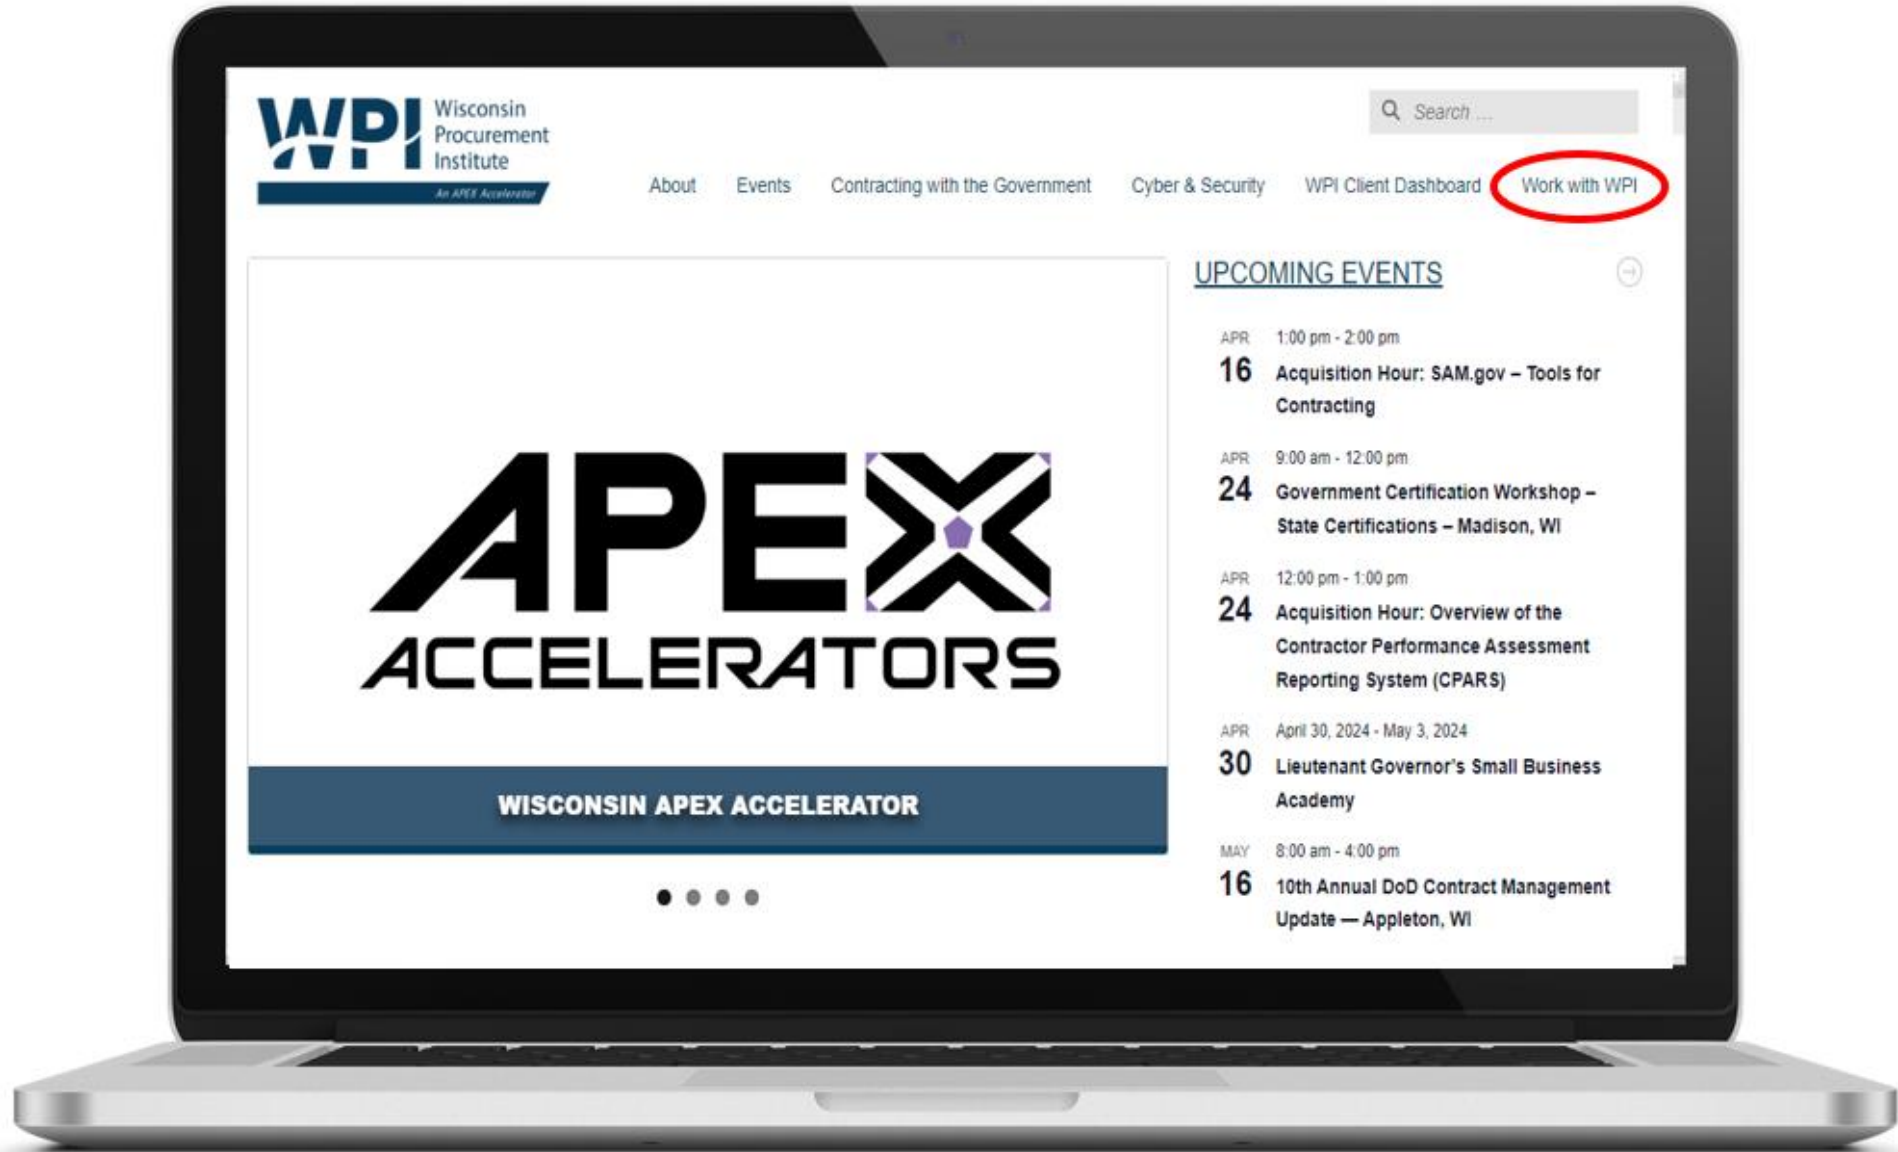 WPI
Wisconsin
Procurement
Institute
An APEX Accelerator
Search ...
About
Events
Contracting with the Government
Cyber & Security
WPI Client Dashboard
Work with WPI
APEX
ACCELERATORS
WISCONSIN APEX ACCELERATOR
UPCOMING EVENTS
APR
1:00 pm - 2:00 pm
16
Acquisition Hour: SAM.gov – Tools for
Contracting
APR
9:00 am - 12:00 pm
24
Government Certification Workshop –
State Certifications – Madison, WI
APR
12:00 pm - 1:00 pm
24
Acquisition Hour: Overview of the
Contractor Performance Assessment
Reporting System (CPARS)
APR
April 30, 2024 - May 3, 2024
30
Lieutenant Governor's Small Business
Academy
MAY
8:00 am - 4:00 pm
16
10th Annual DoD Contract Management
Update — Appleton, WI